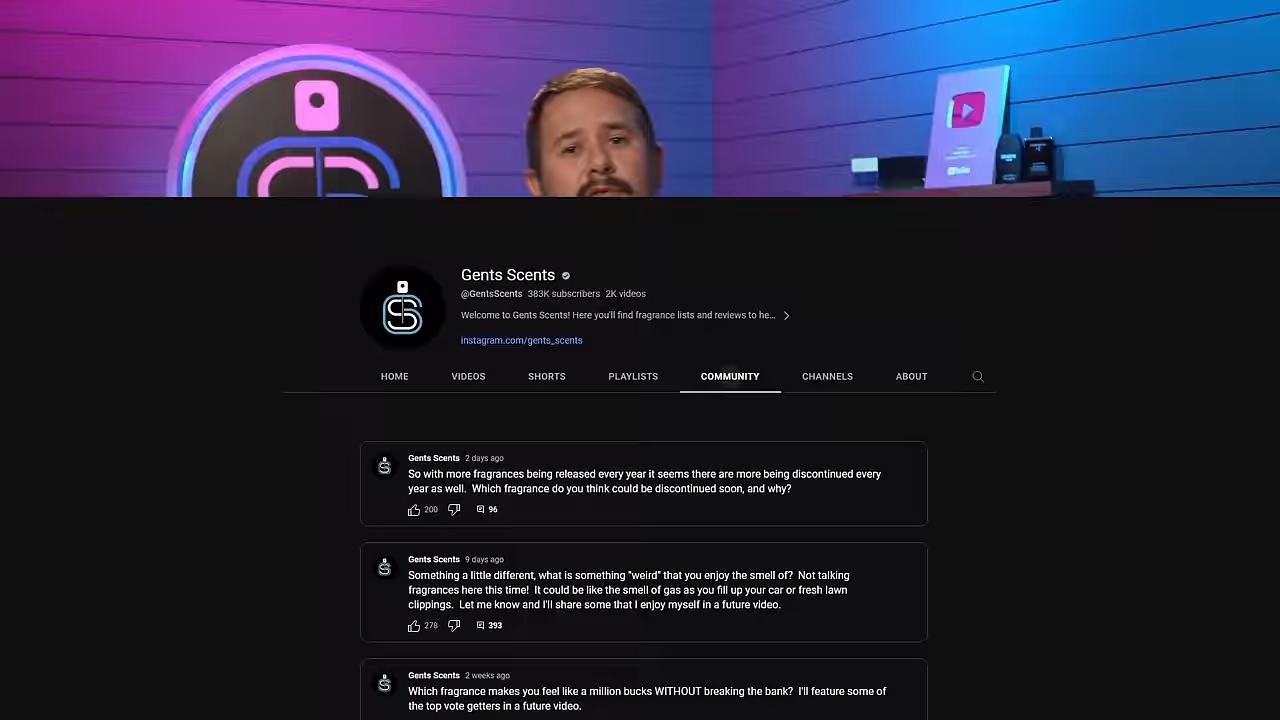 Gents Scents
@GentsScents 383K subscribers 2K videos
Welcome to Gents Scents! Here you'll find fragrance lists and reviews to he...
instagram.com/gents_scents
HOME VIDEOS SHORTS PLAYLISTS COMMUNITY CHANNELS ABOUT
Gents Scents 2 days ago
So with more fragrances being released every year it seems there are more being discontinued every
year as well. Which fragrance do you think could be discontinued soon, and why?
200 96
Gents Scents 9 days ago
Something a little different, what is something "weird" that you enjoy the smell of? Not talking
fragrances here this time! It could be like the smell of gas as you fill up your car or fresh lawn
clippings. Let me know and I'll share some that I enjoy myself in a future video.
278 393
Gents Scents 2 weeks ago
Which fragrance makes you feel like a million bucks WITHOUT breaking the bank? I'll feature some of
the top vote getters in a future video.